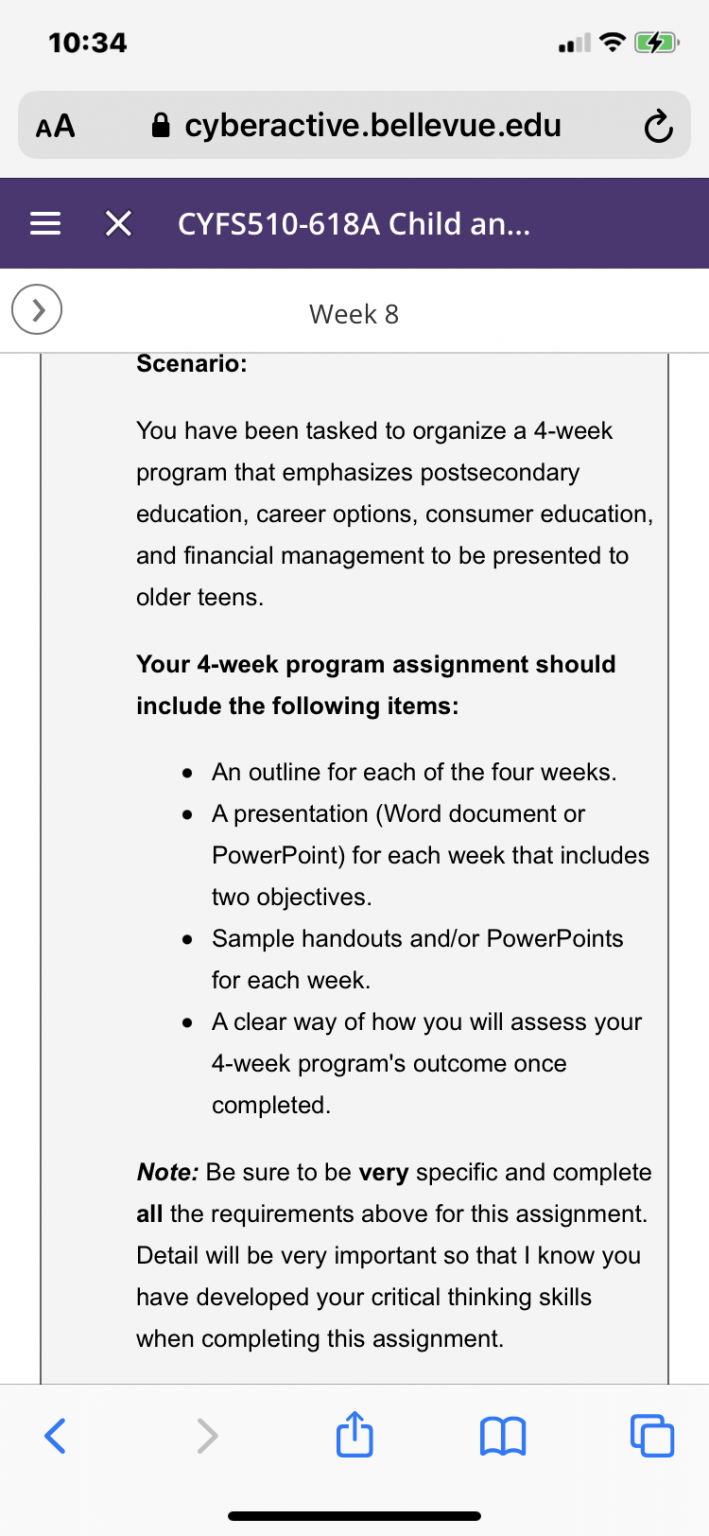 10:34
AA cyberactive.bellevue.edu
CYFS510-618A Child an...
Week 8
Scenario:
You have been tasked to organize a 4-week
program that emphasizes postsecondary
education, career options, consumer education,
and financial management to be presented to
older teens.
Your 4-week program assignment should
include the following items:
• An outline for each of the four weeks.
• A presentation (Word document or
PowerPoint) for each week that includes
two objectives.
• Sample handouts and/or PowerPoints
for each week.
• A clear way of how you will assess your
4-week program's outcome once
completed.
Note: Be sure to be very specific and complete
all the requirements above for this assignment.
Detail will be very important so that I know you
have developed your critical thinking skills
when completing this assignment.